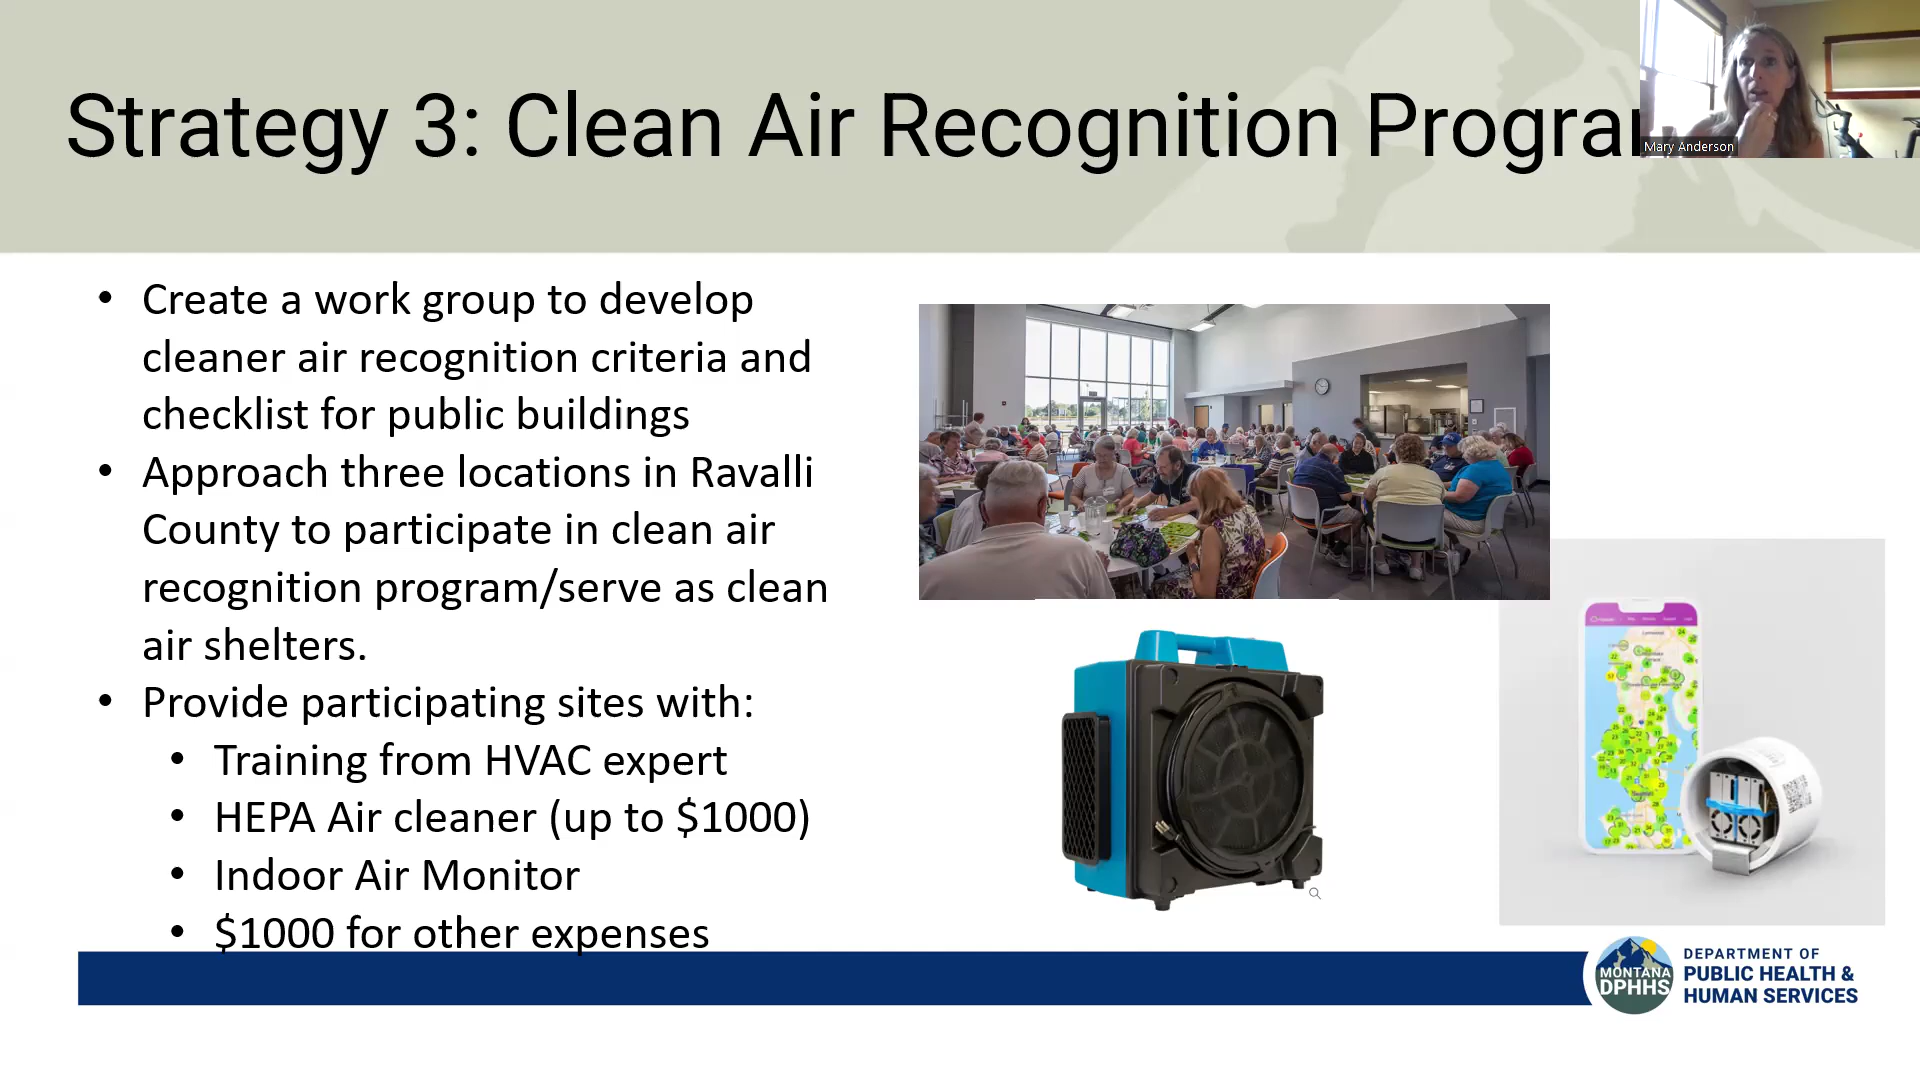 Strategy 3: Clean Air Recognition Progra
Mary Anderson
• Create a work group to develop
cleaner air recognition criteria and
checklist for public buildings
• Approach three locations in Ravalli
County to participate in clean air
recognition program/serve as clean
air shelters.
• Provide participating sites with:
• Training from HVAC expert
• HEPA Air cleaner (up to $1000)
• Indoor Air Monitor
• $1000 for other expenses
MONTANA
DPHHS
DEPARTMENT OF
PUBLIC HEALTH &
HUMAN SERVICES